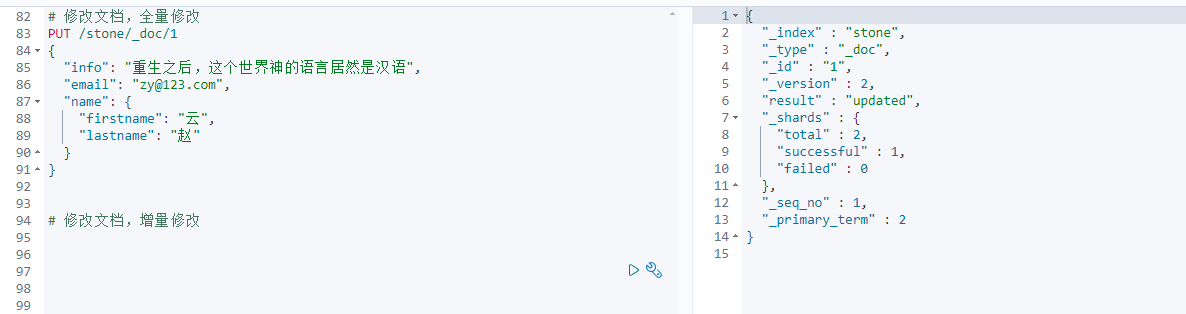 82 # 修改文档，全量修改
83 PUT /stone/_doc/1
84 {
85 "info": "重生之后，这个世界神的语言居然是汉语",
86 "email": "zy@123.com",
87 "name": {
88 "firstname": "云",
89 "lastname": "赵"
90 }
91 }
92
93
94 # 修改文档，增量修改
95
96
97
98
99
1 {
2 "_index" : "stone",
3 "_type" : "_doc",
4 "_id" : "1",
5 "_version" : 2,
6 "result" : "updated",
7 "_shards" : {
8 "total" : 2,
9 "successful" : 1,
10 "failed" : 0
11 },
12 "_seq_no" : 1,
13 "_primary_term" : 2
14 }
15